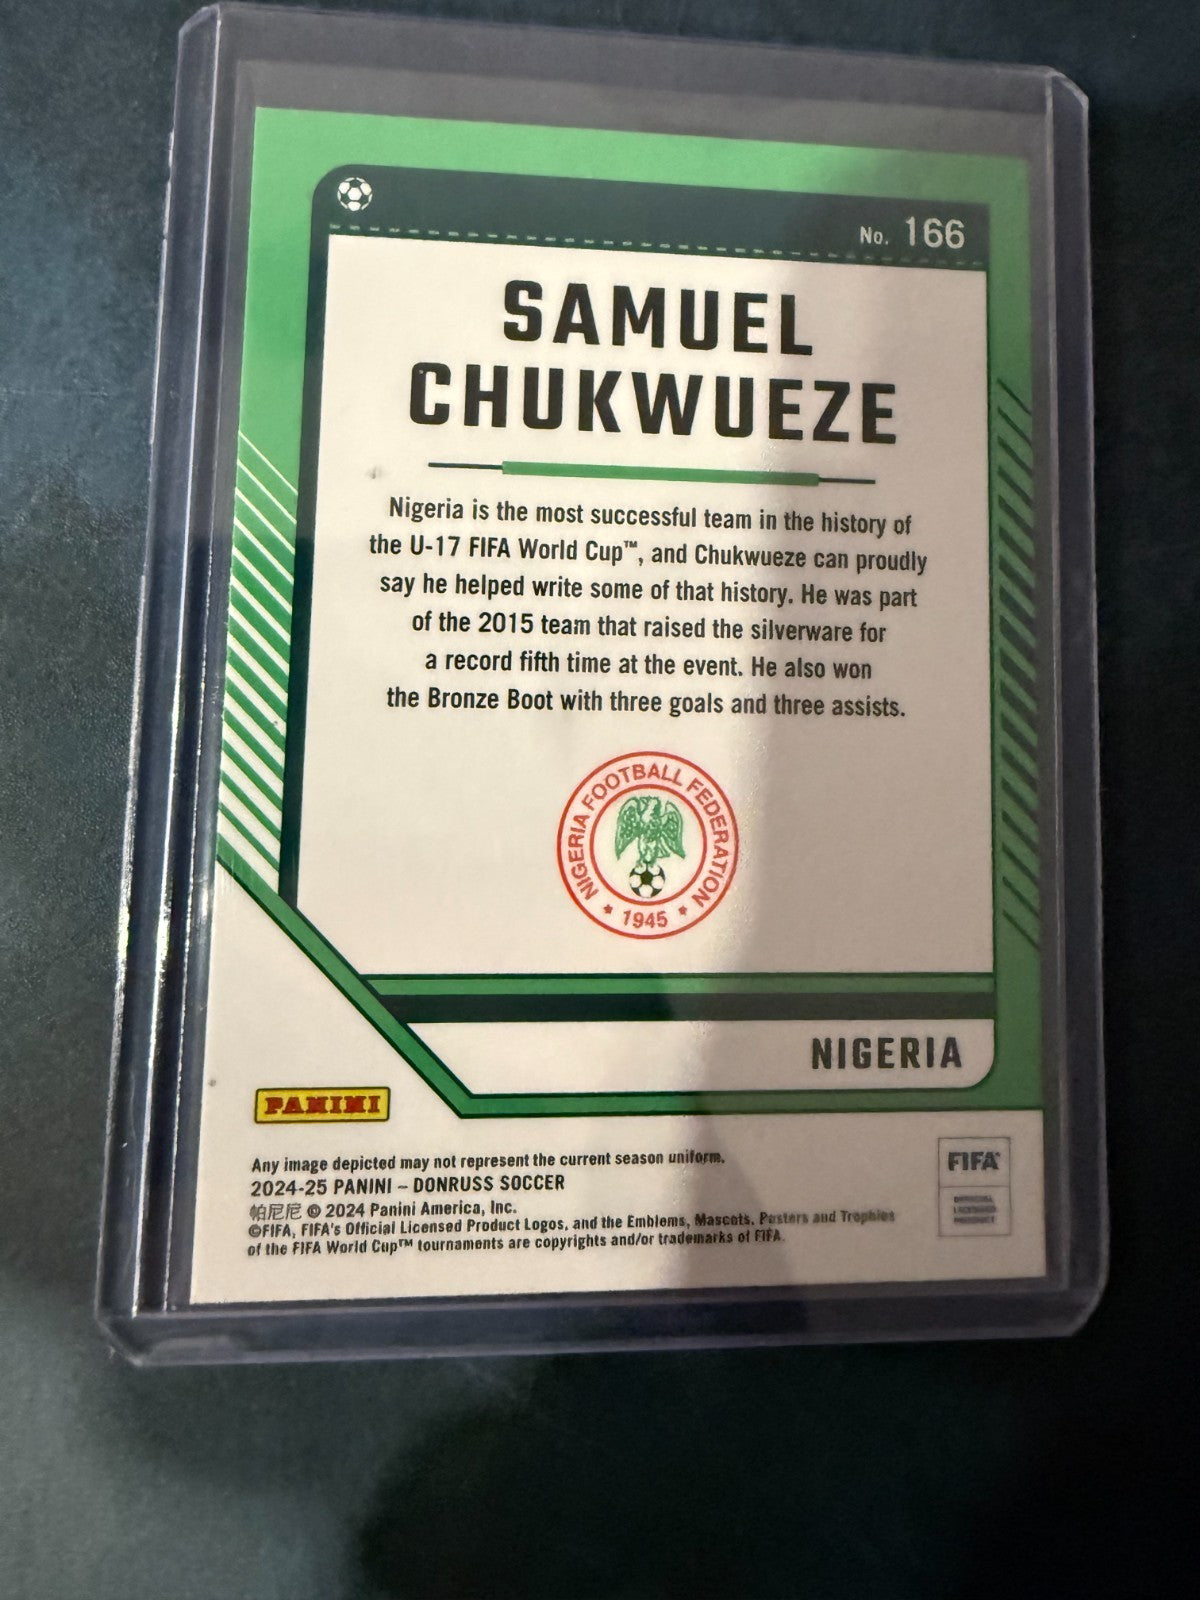 No. 166
SAMUEL
CHUKWUEZE
Nigeria is the most successful team in the history of
the U-17 FIFA World Cup™, and Chukwueze can proudly
say he helped write some of that history. He was part
of the 2015 team that raised the silverware for
a record fifth time at the event. He also won
the Bronze Boot with three goals and three assists.
NIGERIA FOOTBALL FEDERATION
★ 1945 ★
NIGERIA
PANINI
Any image depicted may not represent the current season uniform.
2024-25 PANINI – DONRUSS SOCCER
帕尼尼 © 2024 Panini America, Inc.
©FIFA, FIFA's Official Licensed Product Logos, and the Emblems, Mascots, Posters and Trophies
of the FIFA World Cup™ tournaments are copyrights and/or trademarks of FIFA.
FIFA®
OFFICIAL
LICENSED
PRODUCT